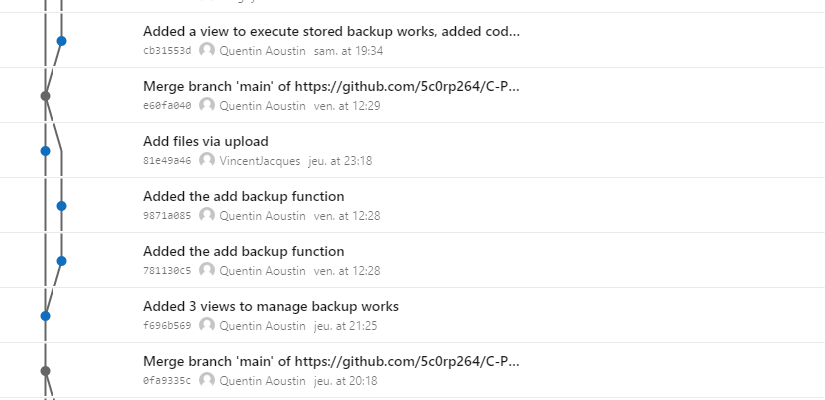 Added a view to execute stored backup works, added cod...
cb31553d Quentin Aoustin sam. at 19:34
Merge branch 'main' of https://github.com/5c0rp264/C-P...
e60fa040 Quentin Aoustin ven. at 12:29
Add files via upload
81e49a46 VincentJacques jeu. at 23:18
Added the add backup function
9871a085 Quentin Aoustin ven. at 12:28
Added the add backup function
781130c5 Quentin Aoustin ven. at 12:28
Added 3 views to manage backup works
f696b569 Quentin Aoustin jeu. at 21:25
Merge branch 'main' of https://github.com/5c0rp264/C-P...
0fa9335c Quentin Aoustin jeu. at 20:18